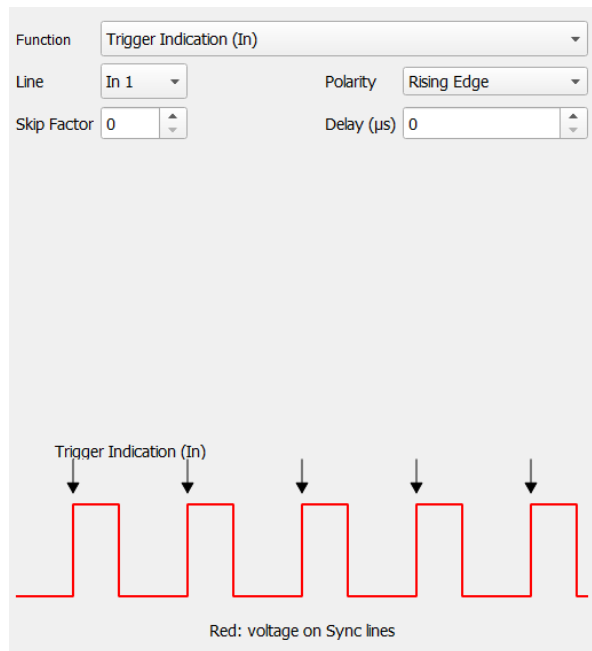 Function Trigger Indication (In)
Line In 1 Polarity Rising Edge
Skip Factor 0 Delay (µs) 0
Trigger Indication (In)
Red: voltage on Sync lines